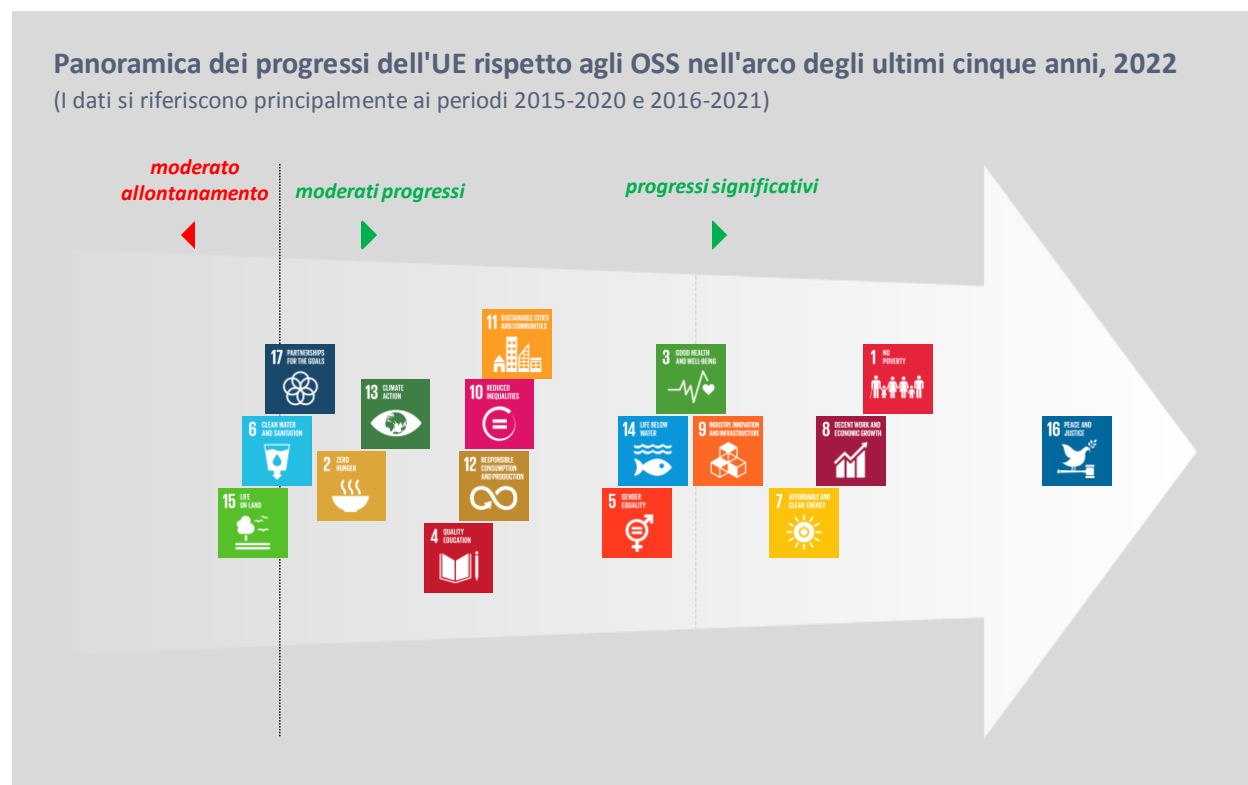 Panoramica dei progressi dell'UE rispetto agli OSS nell'arco degli ultimi cinque anni, 2022
(I dati si riferiscono principalmente ai periodi 2015-2020 e 2016-2021)
moderato
allontanamento
moderati progressi
progressi significativi
11 SUSTAINABLE CITIES
AND COMMUNITIES
17 PARTNERSHIPS
FOR THE GOALS
3 GOOD HEALTH
AND WELL-BEING
1 NO
POVERTY
13 CLIMATE
ACTION
10 REDUCED
INEQUALITIES
6 CLEAN WATER
AND SANITATION
14 LIFE BELOW
WATER
9 INDUSTRY, INNOVATION
AND INFRASTRUCTURE
8 DECENT WORK AND
ECONOMIC GROWTH
16 PEACE AND
JUSTICE
2 ZERO
HUNGER
12 RESPONSIBLE
CONSUMPTION
AND PRODUCTION
15 LIFE
ON LAND
5 GENDER
EQUALITY
7 AFFORDABLE AND
CLEAN ENERGY
4 QUALITY
EDUCATION